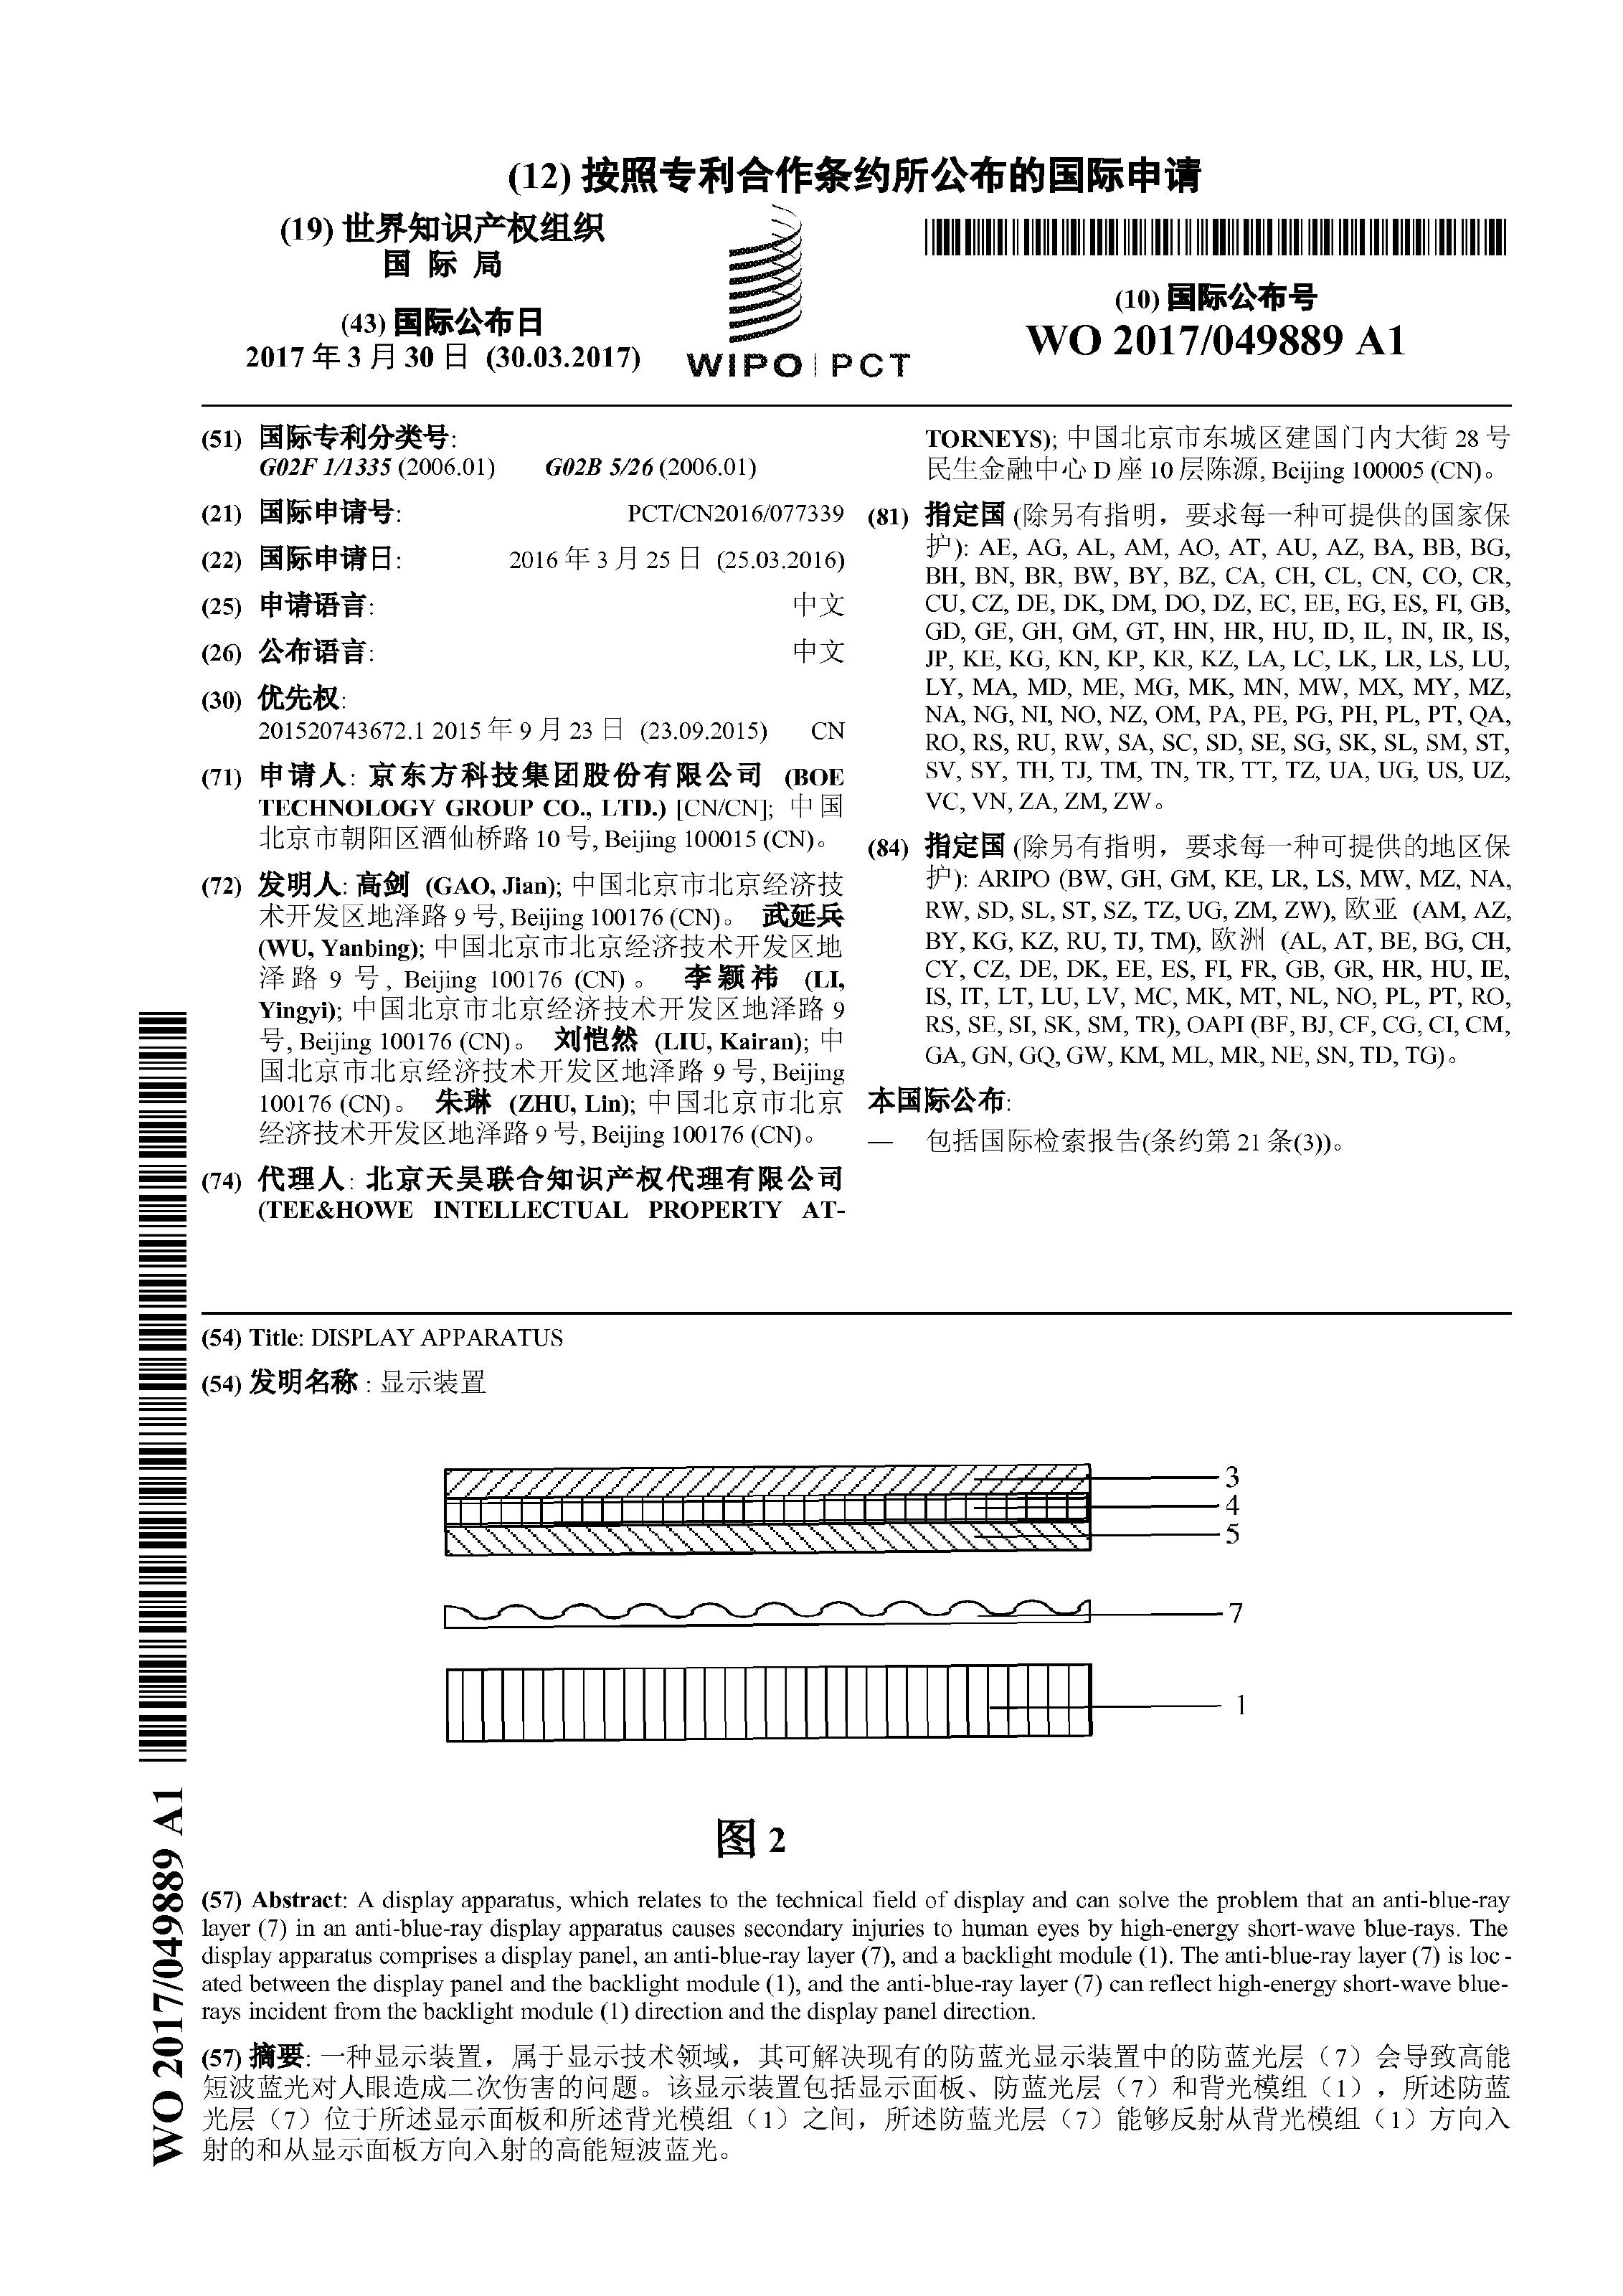 (12) 按照专利合作条约所公布的国际申请
(19) 世界知识产权组织
国 际 局
(43) 国际公布日
2017 年 3 月 30 日 (30.03.2017)
WIPO | PCT
(10) 国际公布号
WO 2017/049889 A1
(51) 国际专利分类号:
G02F 1/1335 (2006.01) G02B 5/26 (2006.01)
(21) 国际申请号: PCT/CN2016/077339
(22) 国际申请日: 2016 年 3 月 25 日 (25.03.2016)
(25) 申请语言: 中文
(26) 公布语言: 中文
(30) 优先权:
201520743672.1 2015 年 9 月 23 日 (23.09.2015) CN
(71) 申请人: 京东方科技集团股份有限公司 (BOE
TECHNOLOGY GROUP CO., LTD.) [CN/CN]; 中国
北京市朝阳区酒仙桥路 10 号, Beijing 100015 (CN)。
(72) 发明人: 高剑 (GAO, Jian); 中国北京市北京经济技
术开发区地泽路 9 号, Beijing 100176 (CN)。 武延兵
(WU, Yanbing); 中国北京市北京经济技术开发区地
泽路 9 号, Beijing 100176 (CN)。 李颖祎 (LI,
Yingyi); 中国北京市北京经济技术开发区地泽路 9
号, Beijing 100176 (CN)。 刘恺然 (LIU, Kairan); 中
国北京市北京经济技术开发区地泽路 9 号, Beijing
100176 (CN)。 朱琳 (ZHU, Lin); 中国北京市北京
经济技术开发区地泽路 9 号, Beijing 100176 (CN)。
(74) 代理人: 北京天昊联合知识产权代理有限公司
(TEE&HOWE INTELLECTUAL PROPERTY AT-
TORNEYS); 中国北京市东城区建国门内大街 28 号
民生金融中心 D 座 10 层陈源, Beijing 100005 (CN)。
(81) 指定国 (除另有指明，要求每一种可提供的国家保
护): AE, AG, AL, AM, AO, AT, AU, AZ, BA, BB, BG,
BH, BN, BR, BW, BY, BZ, CA, CH, CL, CN, CO, CR,
CU, CZ, DE, DK, DM, DO, DZ, EC, EE, EG, ES, FI, GB,
GD, GE, GH, GM, GT, HN, HR, HU, ID, IL, IN, IR, IS,
JP, KE, KG, KN, KP, KR, KZ, LA, LC, LK, LR, LS, LU,
LY, MA, MD, ME, MG, MK, MN, MW, MX, MY, MZ,
NA, NG, NI, NO, NZ, OM, PA, PE, PG, PH, PL, PT, QA,
RO, RS, RU, RW, SA, SC, SD, SE, SG, SK, SL, SM, ST,
SV, SY, TH, TJ, TM, TN, TR, TT, TZ, UA, UG, US, UZ,
VC, VN, ZA, ZM, ZW。
(84) 指定国 (除另有指明，要求每一种可提供的地区保
护): ARIPO (BW, GH, GM, KE, LR, LS, MW, MZ, NA,
RW, SD, SL, ST, SZ, TZ, UG, ZM, ZW), 欧亚 (AM, AZ,
BY, KG, KZ, RU, TJ, TM), 欧洲 (AL, AT, BE, BG, CH,
CY, CZ, DE, DK, EE, ES, FI, FR, GB, GR, HR, HU, IE,
IS, IT, LT, LU, LV, MC, MK, MT, NL, NO, PL, PT, RO,
RS, SE, SI, SK, SM, TR), OAPI (BF, BJ, CF, CG, CI, CM,
GA, GN, GQ, GW, KM, ML, MR, NE, SN, TD, TG)。
本国际公布:
— 包括国际检索报告(条约第 21 条(3))。
(54) Title: DISPLAY APPARATUS
(54) 发明名称 : 显示装置
3
4
5
7
1
图 2
(57) Abstract: A display apparatus, which relates to the technical field of display and can solve the problem that an anti-blue-ray
layer (7) in an anti-blue-ray display apparatus causes secondary injuries to human eyes by high-energy short-wave blue-rays. The
display apparatus comprises a display panel, an anti-blue-ray layer (7), and a backlight module (1). The anti-blue-ray layer (7) is loc-
ated between the display panel and the backlight module (1), and the anti-blue-ray layer (7) can reflect high-energy short-wave blue-
rays incident from the backlight module (1) direction and the display panel direction.
(57) 摘要: 一种显示装置，属于显示技术领域，其可解决现有的防蓝光显示装置中的防蓝光层（7）会导致高能
短波蓝光对人眼造成二次伤害的问题。该显示装置包括显示面板、防蓝光层（7）和背光模组（1），所述防蓝
光层（7）位于所述显示面板和所述背光模组（1）之间，所述防蓝光层（7）能够反射从背光模组（1）方向入
射的和从显示面板方向入射的高能短波蓝光。
WO 2017/049889 A1